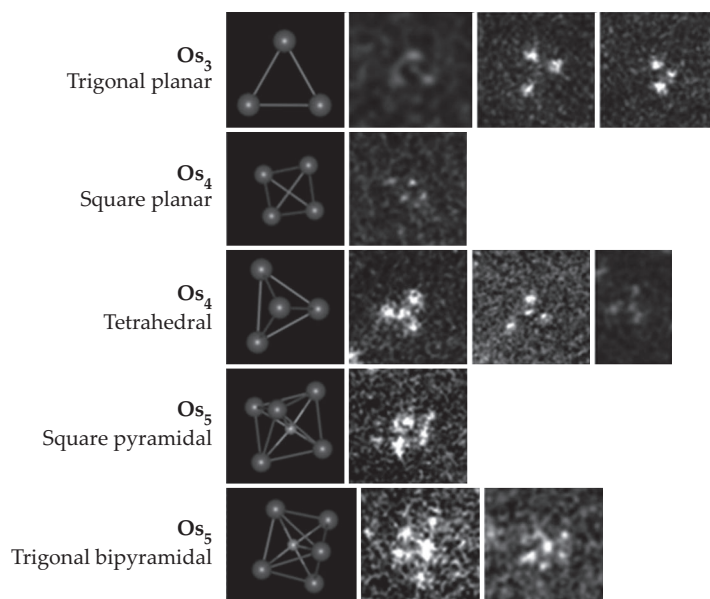 Os3
Trigonal planar
Os4
Square planar
Os4
Tetrahedral
Os5
Square pyramidal
Os5
Trigonal bipyramidal